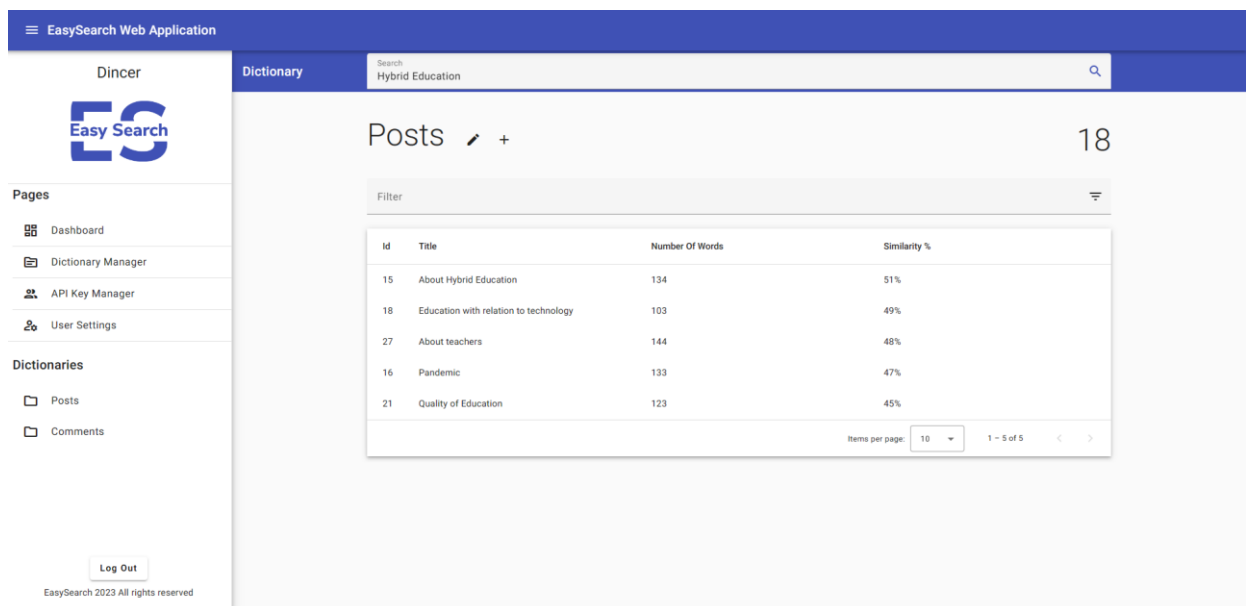 EasySearch Web Application
Dincer
Easy Search
ES
Pages
Dashboard
Dictionary Manager
API Key Manager
User Settings
Dictionaries
Posts
Comments
Log Out
EasySearch 2023 All rights reserved
Dictionary
Search
Hybrid Education
Posts + 18
Filter
Id Title Number Of Words Similarity %
15 About Hybrid Education 134 51%
18 Education with relation to technology 103 49%
27 About teachers 144 48%
16 Pandemic 133 47%
21 Quality of Education 123 45%
Items per page: 10 1 – 5 of 5